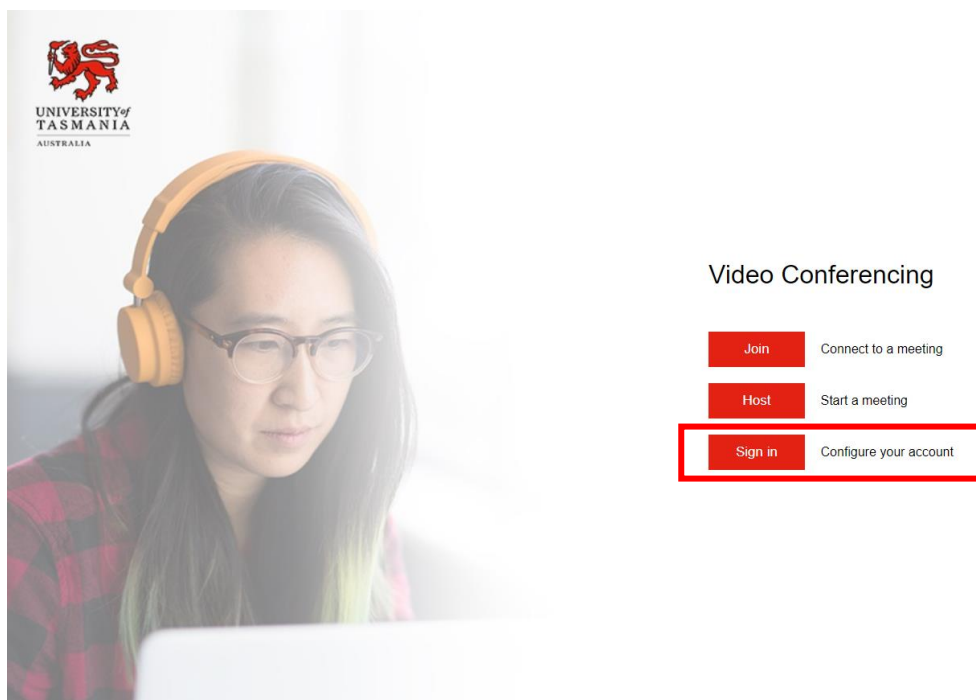 UNIVERSITY of
TASMANIA
AUSTRALIA
Video Conferencing
Join Connect to a meeting
Host Start a meeting
Sign in Configure your account